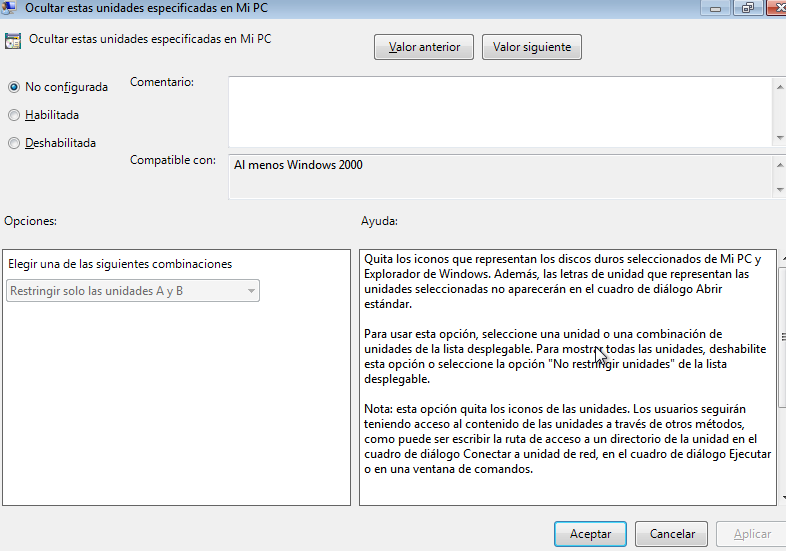 Ocultar estas unidades especificadas en Mi PC
Ocultar estas unidades especificadas en Mi PC
Valor anterior
Valor siguiente
No configurada
Comentario:
Habilitada
Deshabilitada
Compatible con:
Al menos Windows 2000
Opciones:
Ayuda:
Elegir una de las siguientes combinaciones
Restringir solo las unidades A y B
Quita los iconos que representan los discos duros seleccionados de Mi PC y
Explorador de Windows. Además, las letras de unidad que representan las
unidades seleccionadas no aparecerán en el cuadro de diálogo Abrir
estándar.
Para usar esta opción, seleccione una unidad o una combinación de
unidades de la lista desplegable. Para mostrar todas las unidades, deshabilite
esta opción o seleccione la opción "No restringir unidades" de la lista
desplegable.
Nota: esta opción quita los iconos de las unidades. Los usuarios seguirán
teniendo acceso al contenido de las unidades a través de otros métodos,
como puede ser escribir la ruta de acceso a un directorio de la unidad en el
cuadro de diálogo Conectar a unidad de red, en el cuadro de diálogo Ejecutar
o en una ventana de comandos.
Aceptar
Cancelar
Aplicar